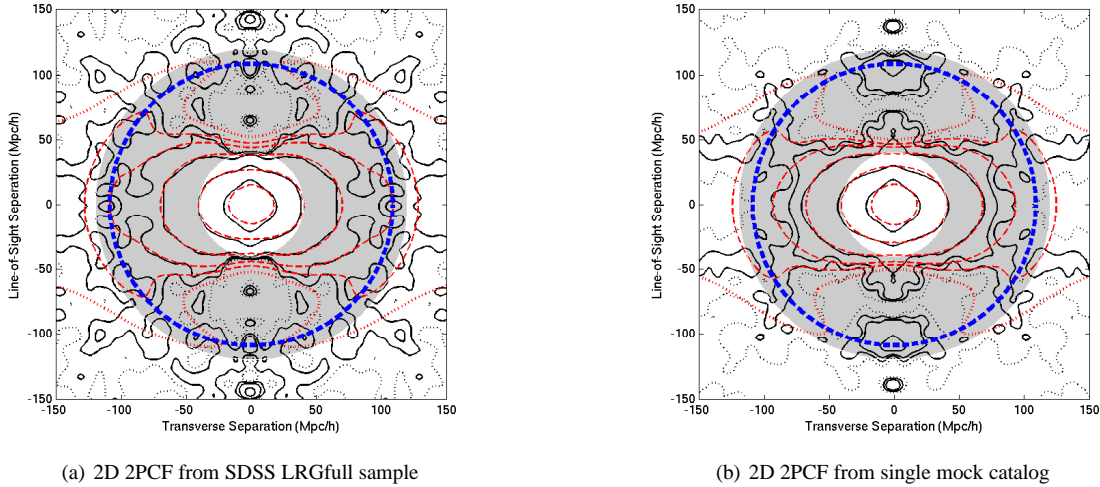 150
100
50
0
-50
-100
-150
-150 -100 -50 0 50 100 150
Line-of-Sight Seperation (Mpc/h)
Transverse Separation (Mpc/h)
(a) 2D 2PCF from SDSS LRGfull sample
150
100
50
0
-50
-100
-150
-150 -100 -50 0 50 100 150
Line-of-Sight Seperation (Mpc/h)
Transverse Separation (Mpc/h)
(b) 2D 2PCF from single mock catalog